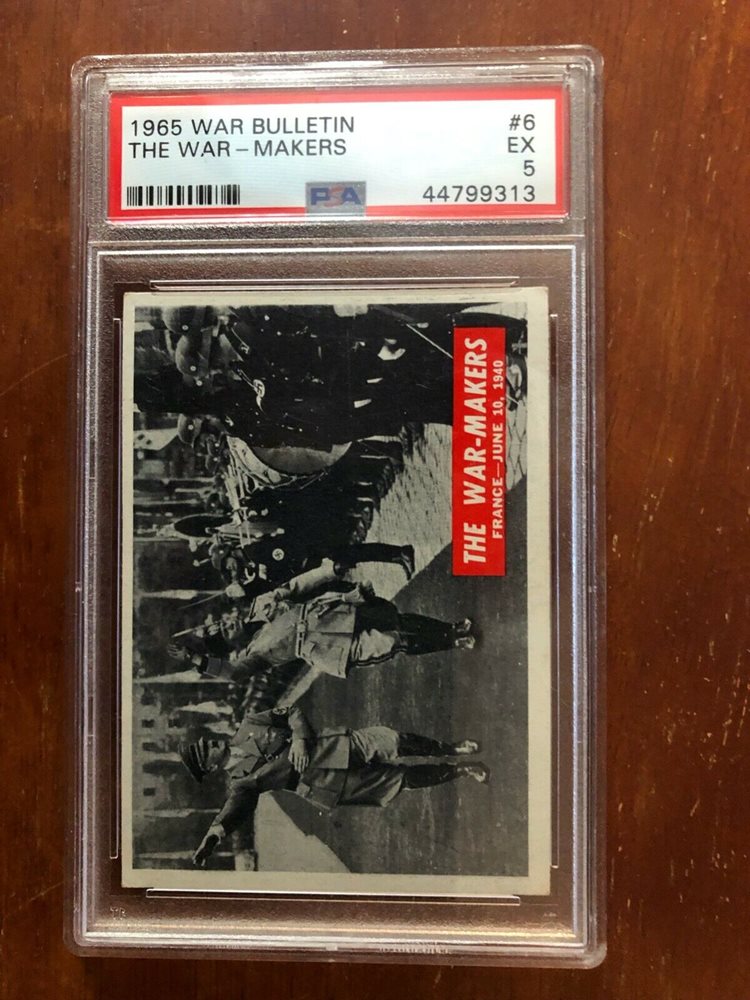 1965 WAR BULLETIN #6
THE WAR-MAKERS EX
5
PSA 44799313
THE WAR-MAKERS
FRANCE—JUNE 10, 1940